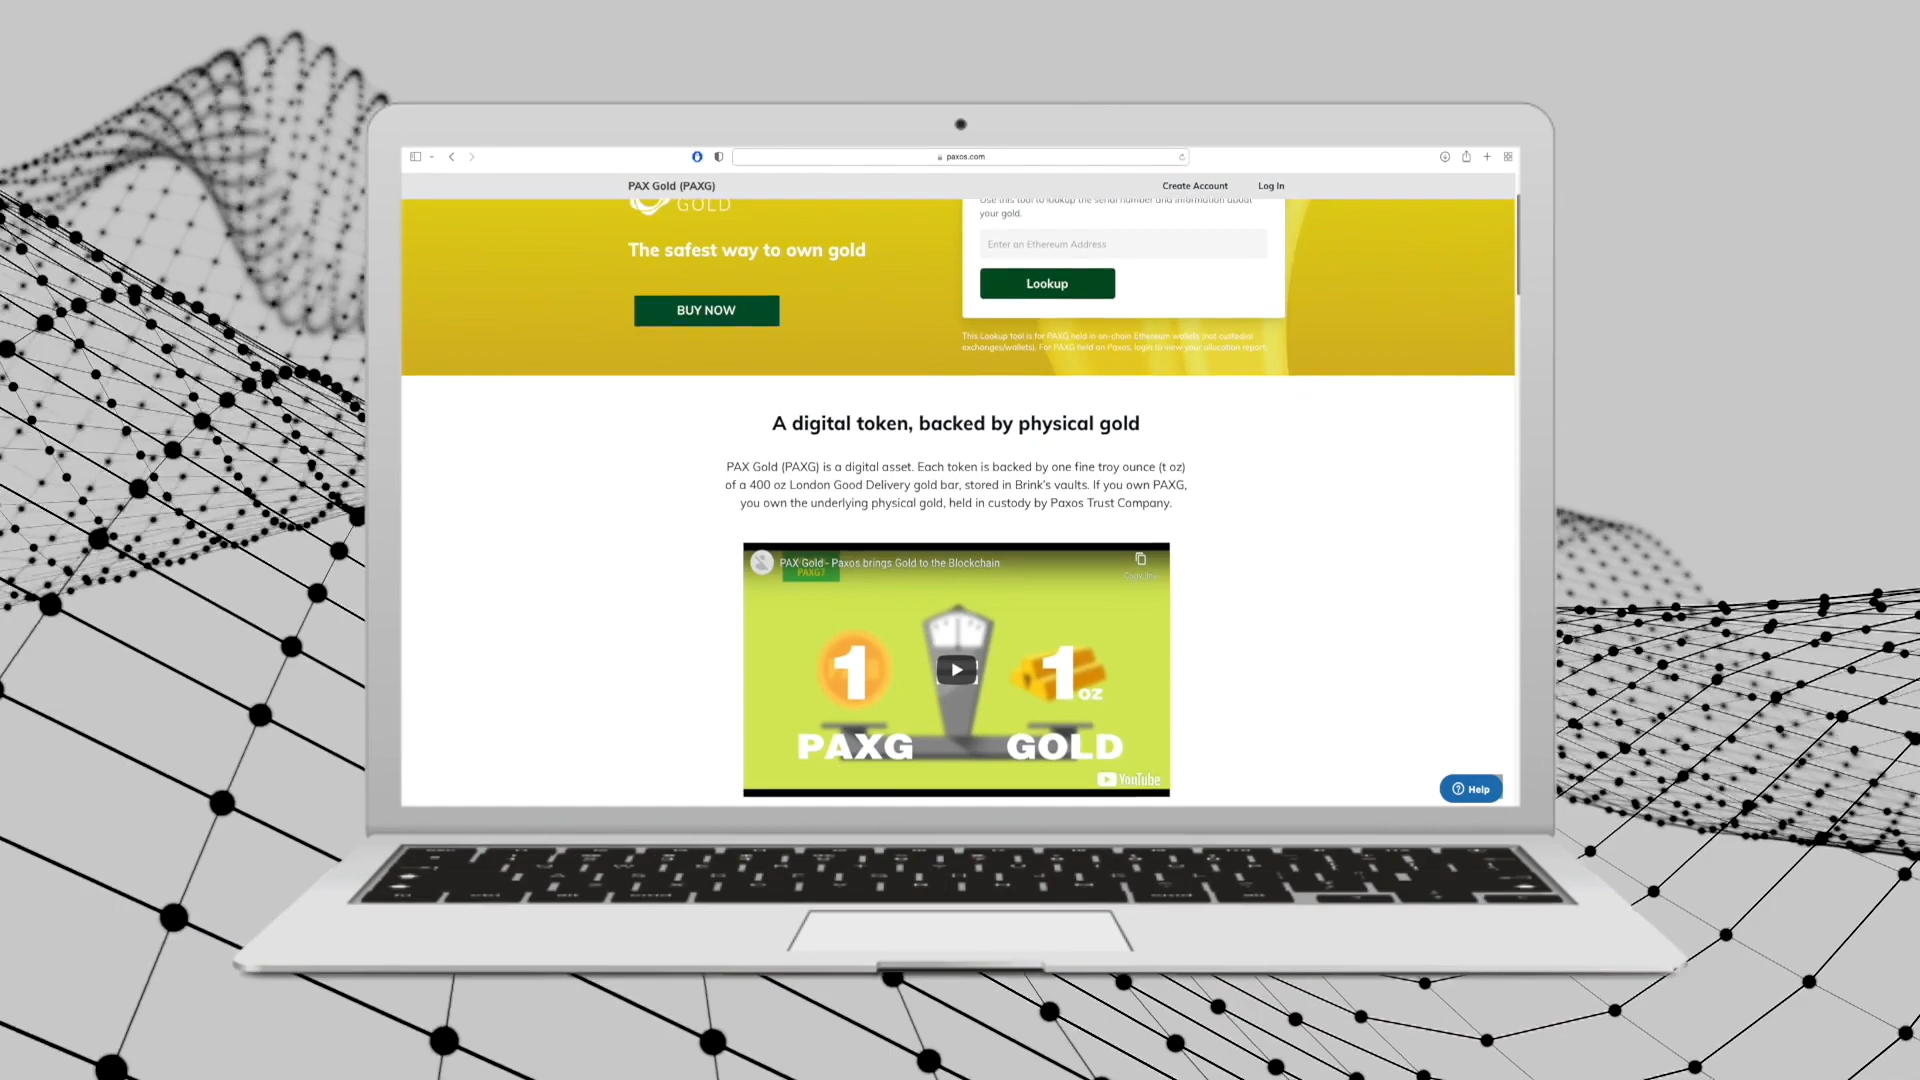 paxos.com
PAX Gold (PAXG)
Create Account
Log In
GOLD
Use this tool to lookup the serial number and information about
your gold.
The safest way to own gold
Enter an Ethereum Address
Lookup
BUY NOW
This Lookup tool is for PAXG held in on-chain Ethereum wallets (not custodial
exchanges/wallets). For PAXG held on Paxos, login to view your allocation report.
A digital token, backed by physical gold
PAX Gold (PAXG) is a digital asset. Each token is backed by one fine troy ounce (t oz)
of a 400 oz London Good Delivery gold bar, stored in Brink's vaults. If you own PAXG,
you own the underlying physical gold, held in custody by Paxos Trust Company.
PAX Gold - Paxos brings Gold to the Blockchain
PAXG?
Copy link
1
1 oz
PAXG
GOLD
YouTube
Help